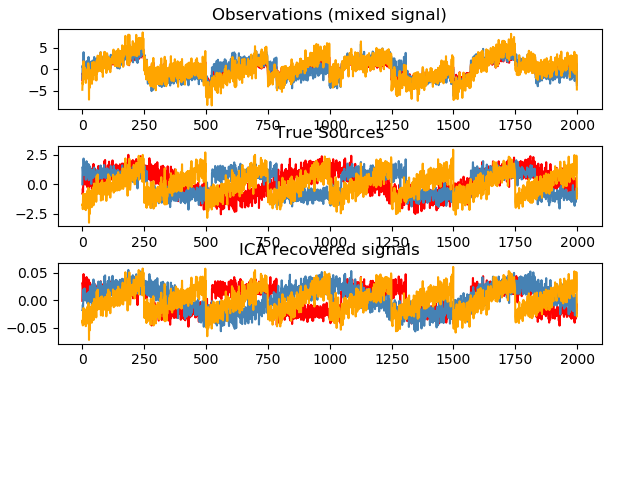 Observations (mixed signal)
5
0
−5
0 250 500 750 1000 1250 1500 1750 2000
True Sources
2.5
0.0
−2.5
0 250 500 750 1000 1250 1500 1750 2000
ICA recovered signals
0.05
0.00
−0.05
0 250 500 750 1000 1250 1500 1750 2000